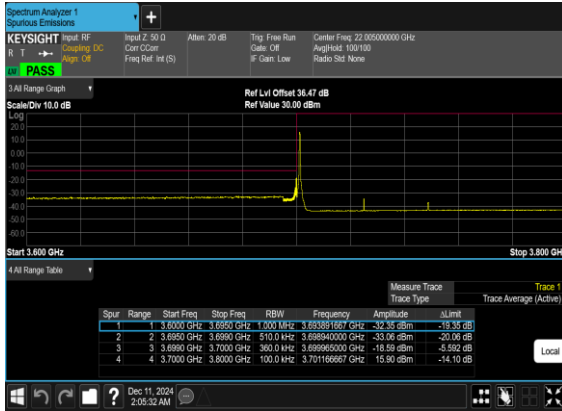 Spectrum Analyzer 1
Spurious Emissions
+
KEYSIGHT Input: RF Input Z: 50 Ω Atten: 20 dB Trig: Free Run Center Freq: 22.005000000 GHz
R T Coupling: DC Corr CCorr Gate: Off Avg|Hold: 100/100
Align: Off Freq Ref: Int (S) IF Gain: Low Radio Std: None
PASS
3 All Range Graph
Ref Lvl Offset 36.47 dB
Scale/Div 10.0 dB Ref Value 30.00 dBm
Log
20.0
10.0
0.00
-10.0
-20.0
-30.0
-40.0
-50.0
-60.0
Start 3.600 GHz Stop 3.800 GH
4 All Range Table
Measure Trace Trace 1
Trace Type Trace Average (Active)
Spur Range Start Freq Stop Freq RBW Frequency Amplitude ΔLimit
1 1 3.6000 GHz 3.6950 GHz 1.000 MHz 3.693891667 GHz -32.35 dBm -19.35 dB
2 2 3.6950 GHz 3.6990 GHz 510.0 kHz 3.698940000 GHz -33.06 dBm -20.06 dB
3 3 3.6990 GHz 3.7000 GHz 360.0 kHz 3.699965000 GHz -18.59 dBm -5.592 dB
4 4 3.7000 GHz 3.8000 GHz 100.0 kHz 3.701166667 GHz 15.90 dBm -14.10 dB
Local
?
Dec 11, 2024
2:05:32 AM